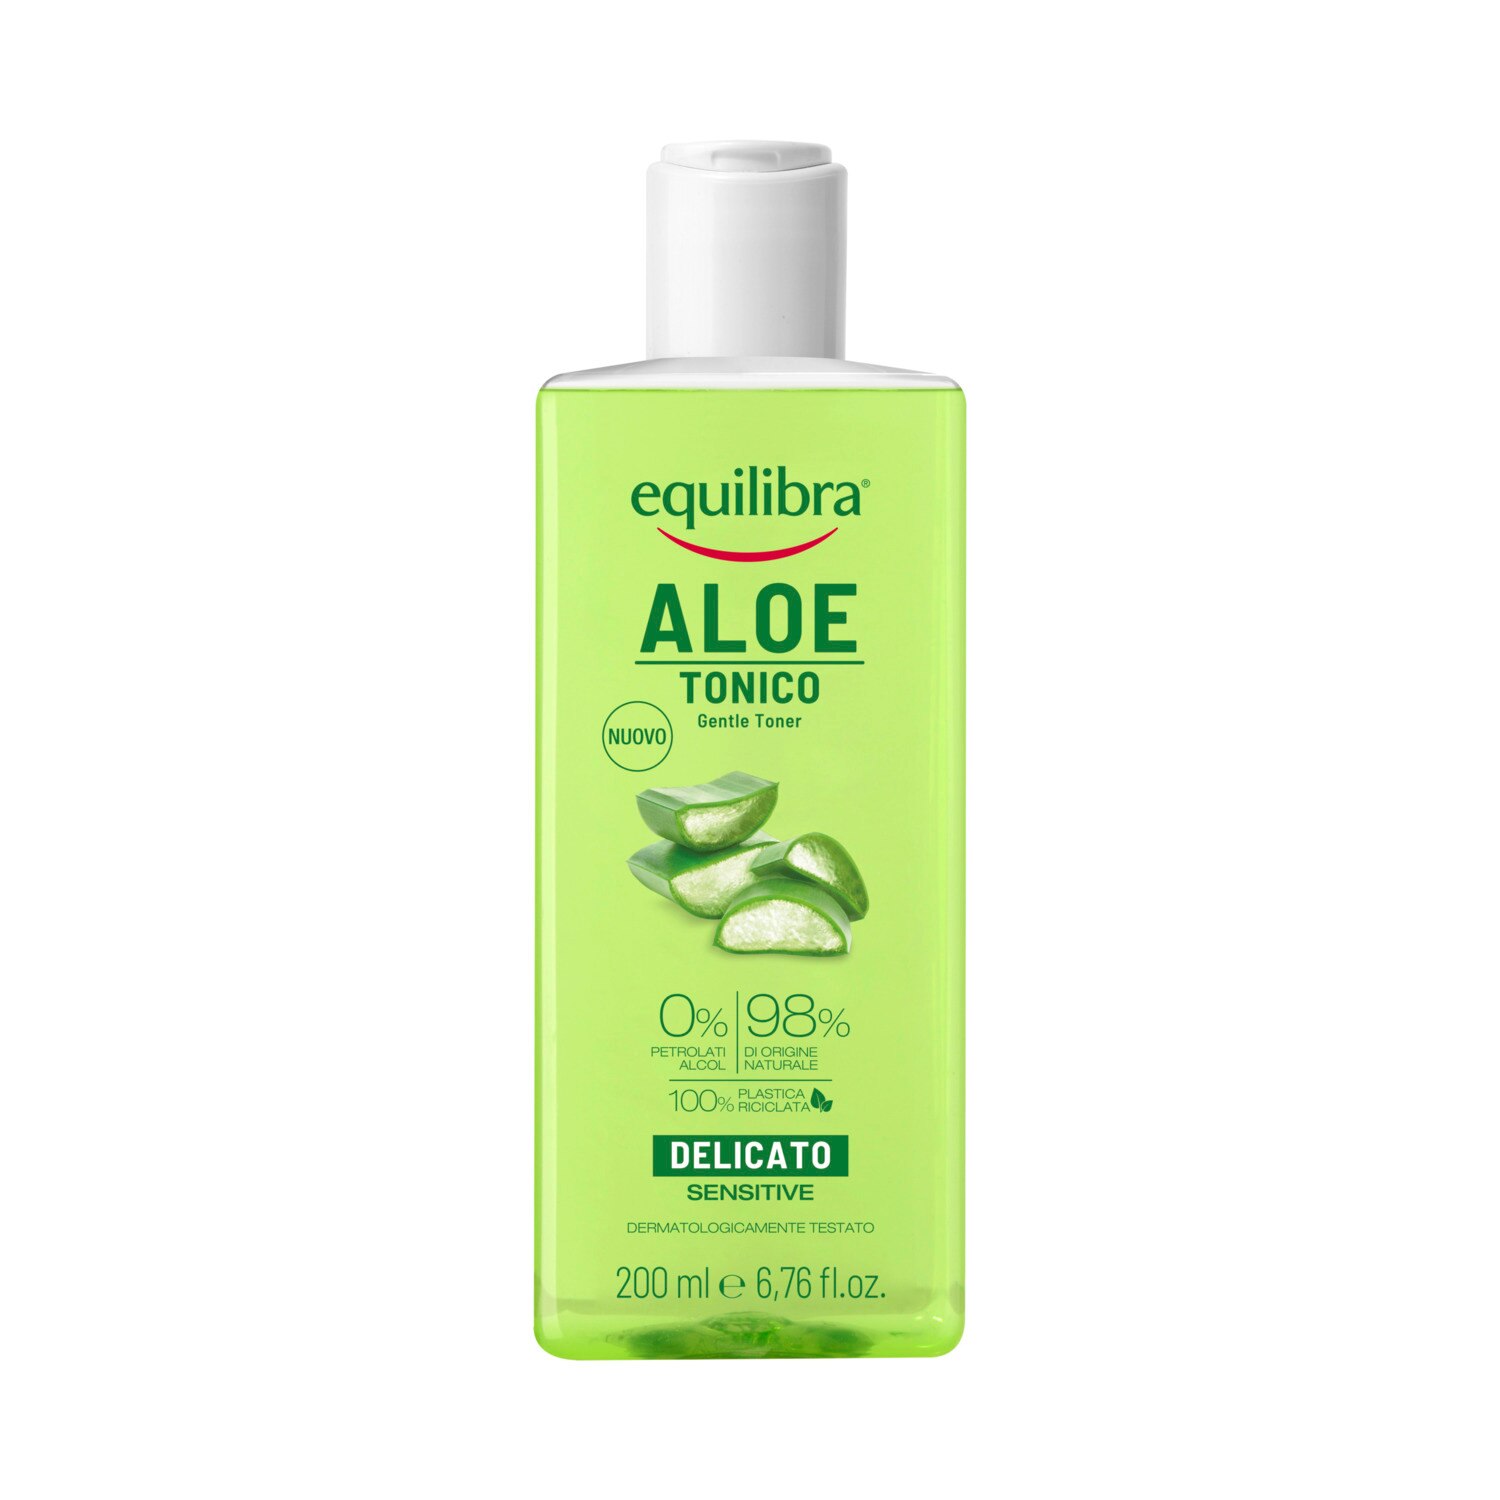 equilibra®
ALOE
TONICO
Gentle Toner
NUOVO
0% 98%
PETROLATI DI ORIGINE
ALCOL NATURALE
100% PLASTICA
RICICLATA
DELICATO
SENSITIVE
DERMATOLOGICAMENTE TESTATO
200 ml ℮ 6,76 fl.oz.